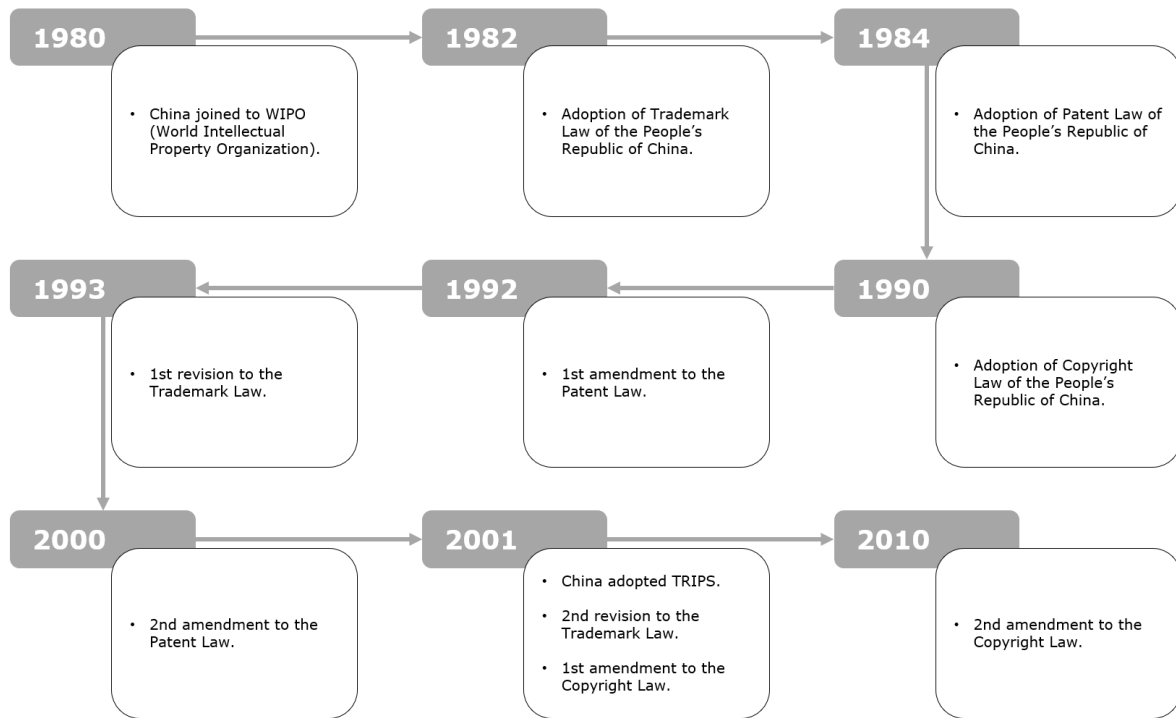 1980
• China joined to WIPO
(World Intellectual
Property Organization).
1982
• Adoption of Trademark
Law of the People’s
Republic of China.
1984
• Adoption of Patent Law of
the People’s Republic of
China.
1990
• Adoption of Copyright
Law of the People’s
Republic of China.
1992
• 1st amendment to the
Patent Law.
1993
• 1st revision to the
Trademark Law.
2000
• 2nd amendment to the
Patent Law.
2001
• China adopted TRIPS.
• 2nd revision to the
Trademark Law.
• 1st amendment to the
Copyright Law.
2010
• 2nd amendment to the
Copyright Law.